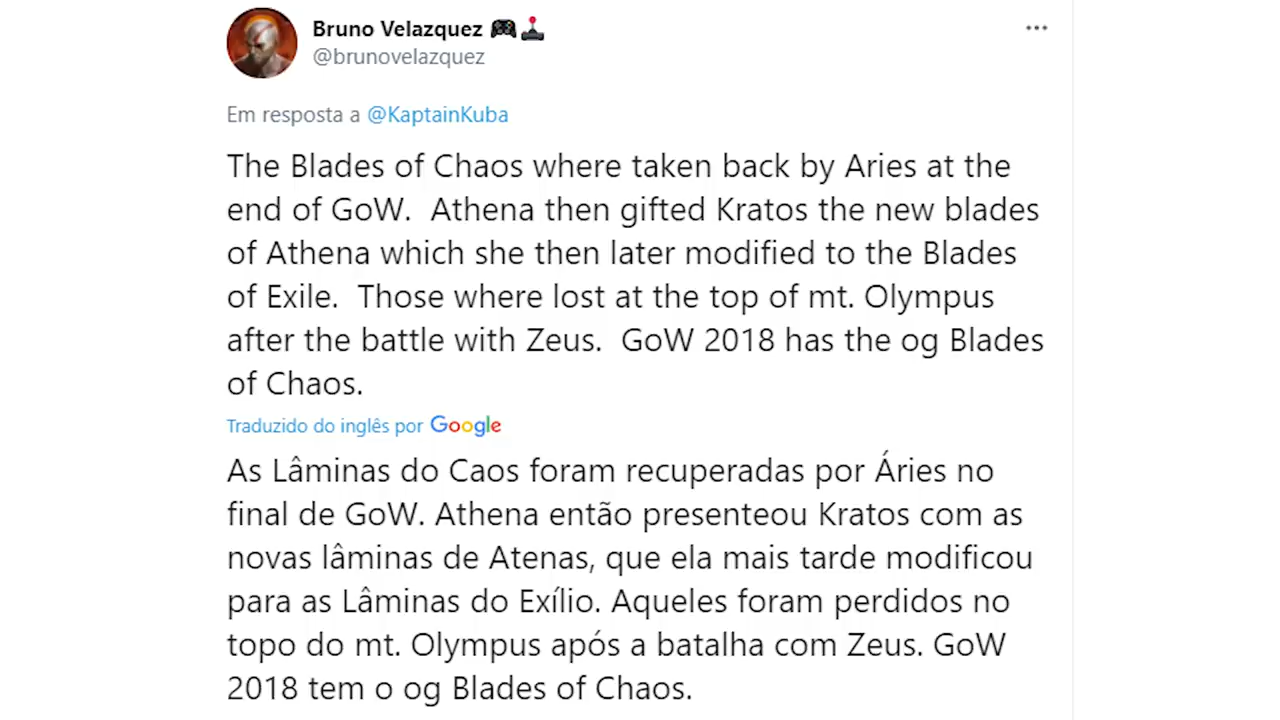 Bruno Velazquez 🎮🕹️
@brunovelazquez
Em resposta a @KaptainKuba
The Blades of Chaos where taken back by Aries at the
end of GoW.  Athena then gifted Kratos the new blades
of Athena which she then later modified to the Blades
of Exile.  Those where lost at the top of mt. Olympus
after the battle with Zeus.  GoW 2018 has the og Blades
of Chaos.
Traduzido do inglês por Google
As Lâminas do Caos foram recuperadas por Áries no
final de GoW. Athena então presenteou Kratos com as
novas lâminas de Atenas, que ela mais tarde modificou
para as Lâminas do Exílio. Aqueles foram perdidos no
topo do mt. Olympus após a batalha com Zeus. GoW
2018 tem o og Blades of Chaos.